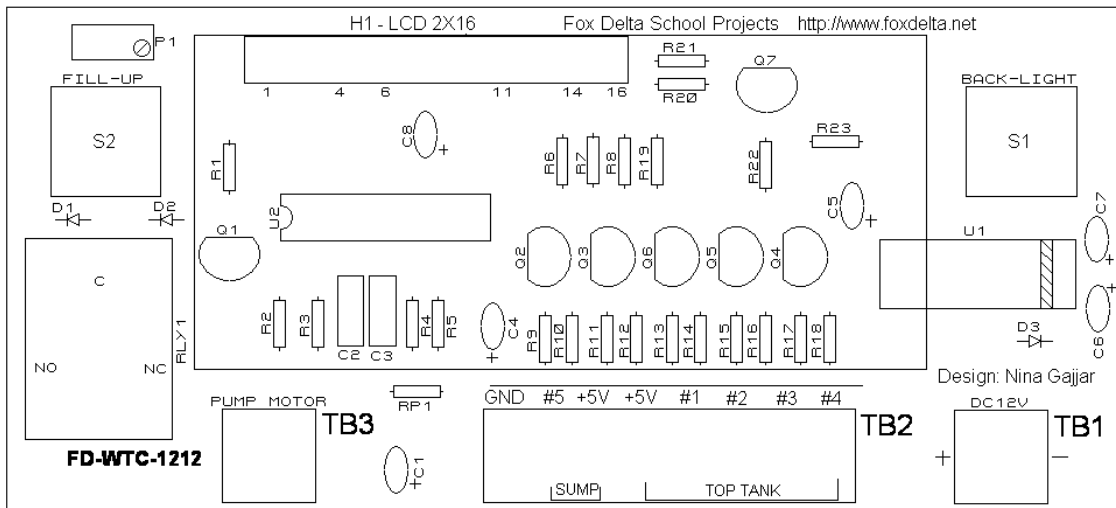 H1 - LCD 2X16 Fox Delta School Projects http://www.foxdelta.net
P1
R21
Q7
FILL-UP
BACK-LIGHT
1 4 6 11 14 16
R20
S2
C8
R23
S1
R1
R6 R7 R8 R19 R22
D1 D2
U2
C5
C7
Q1
U1
Q2 Q3 Q6 Q5 Q4
C
R2 R3 R4 R5
C4
RLY1
R9 R10 R11 R12 R13 R14 R15 R16 R17 R18
D3
C6
C2 C3
NO NC
Design: Nina Gajjar
RP1
GND #5 +5V +5V #1 #2 #3 #4
PUMP MOTOR
DC12V
TB3
TB2
TB1
FD-WTC-1212
C1
+ −
SUMP TOP TANK